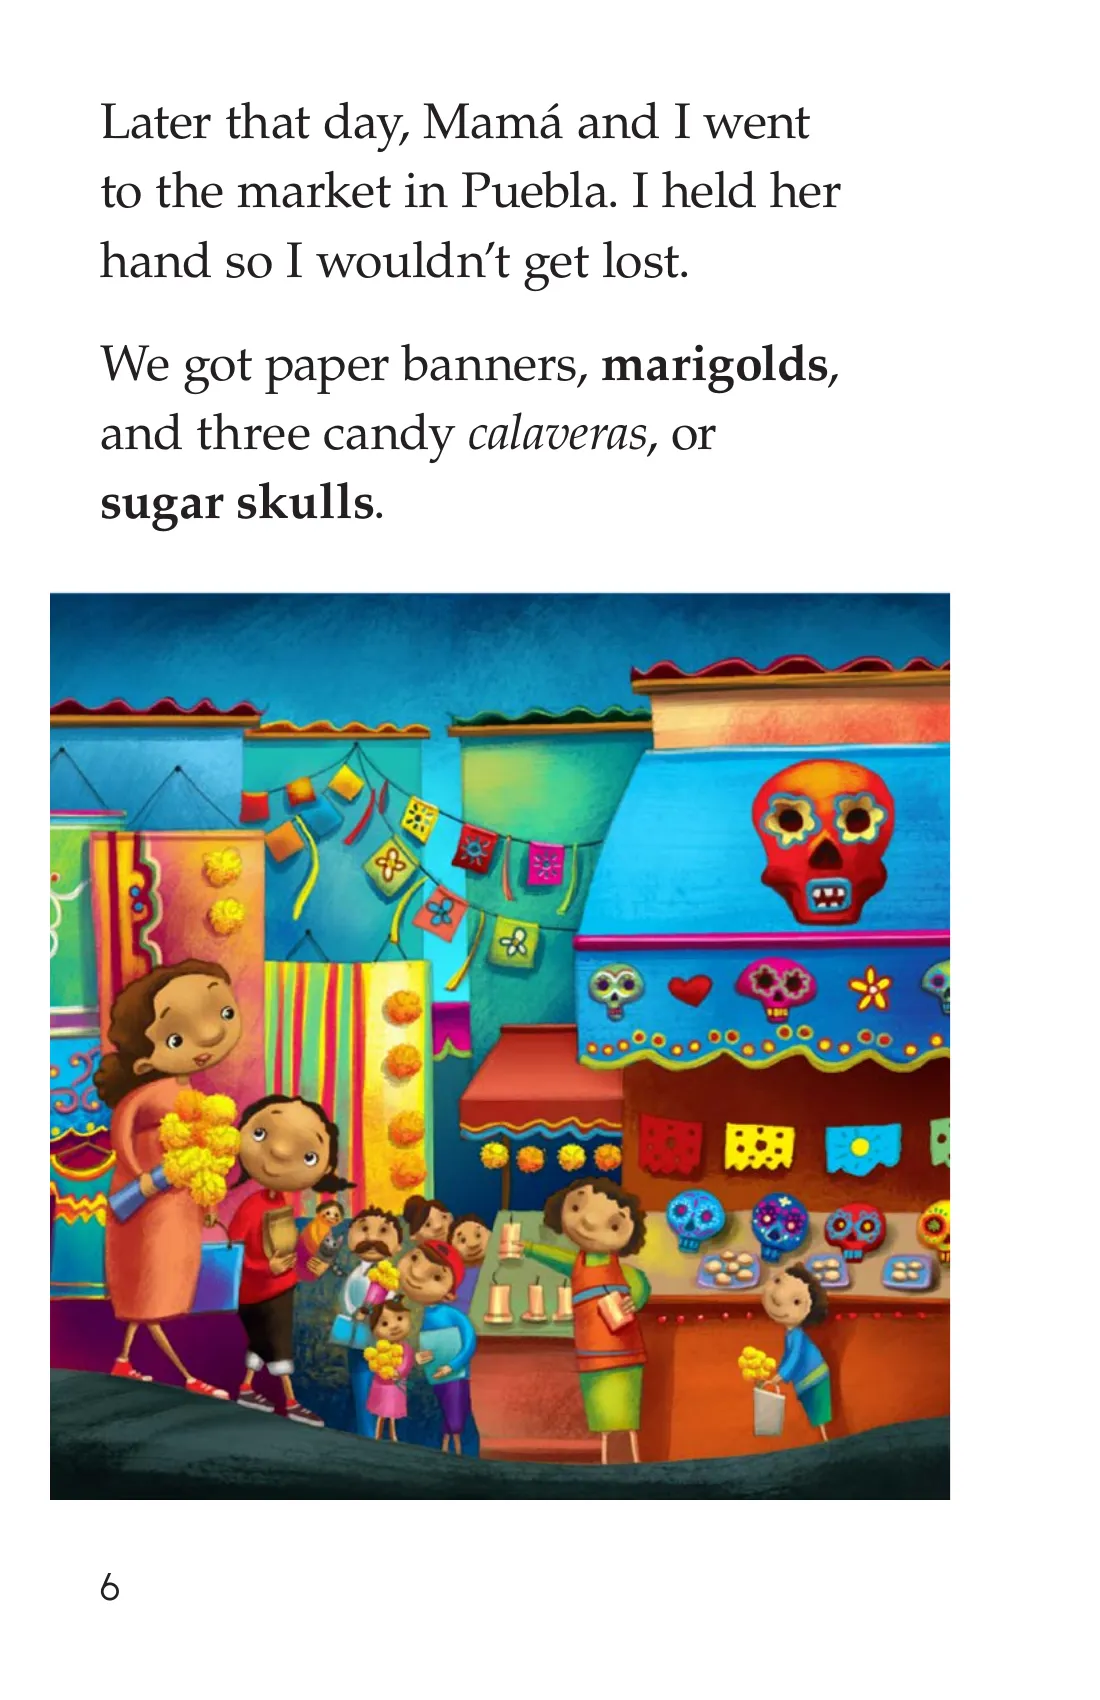 Later that day, Mamá and I went
to the market in Puebla. I held her
hand so I wouldn’t get lost.
We got paper banners, marigolds,
and three candy calaveras, or
sugar skulls.
6